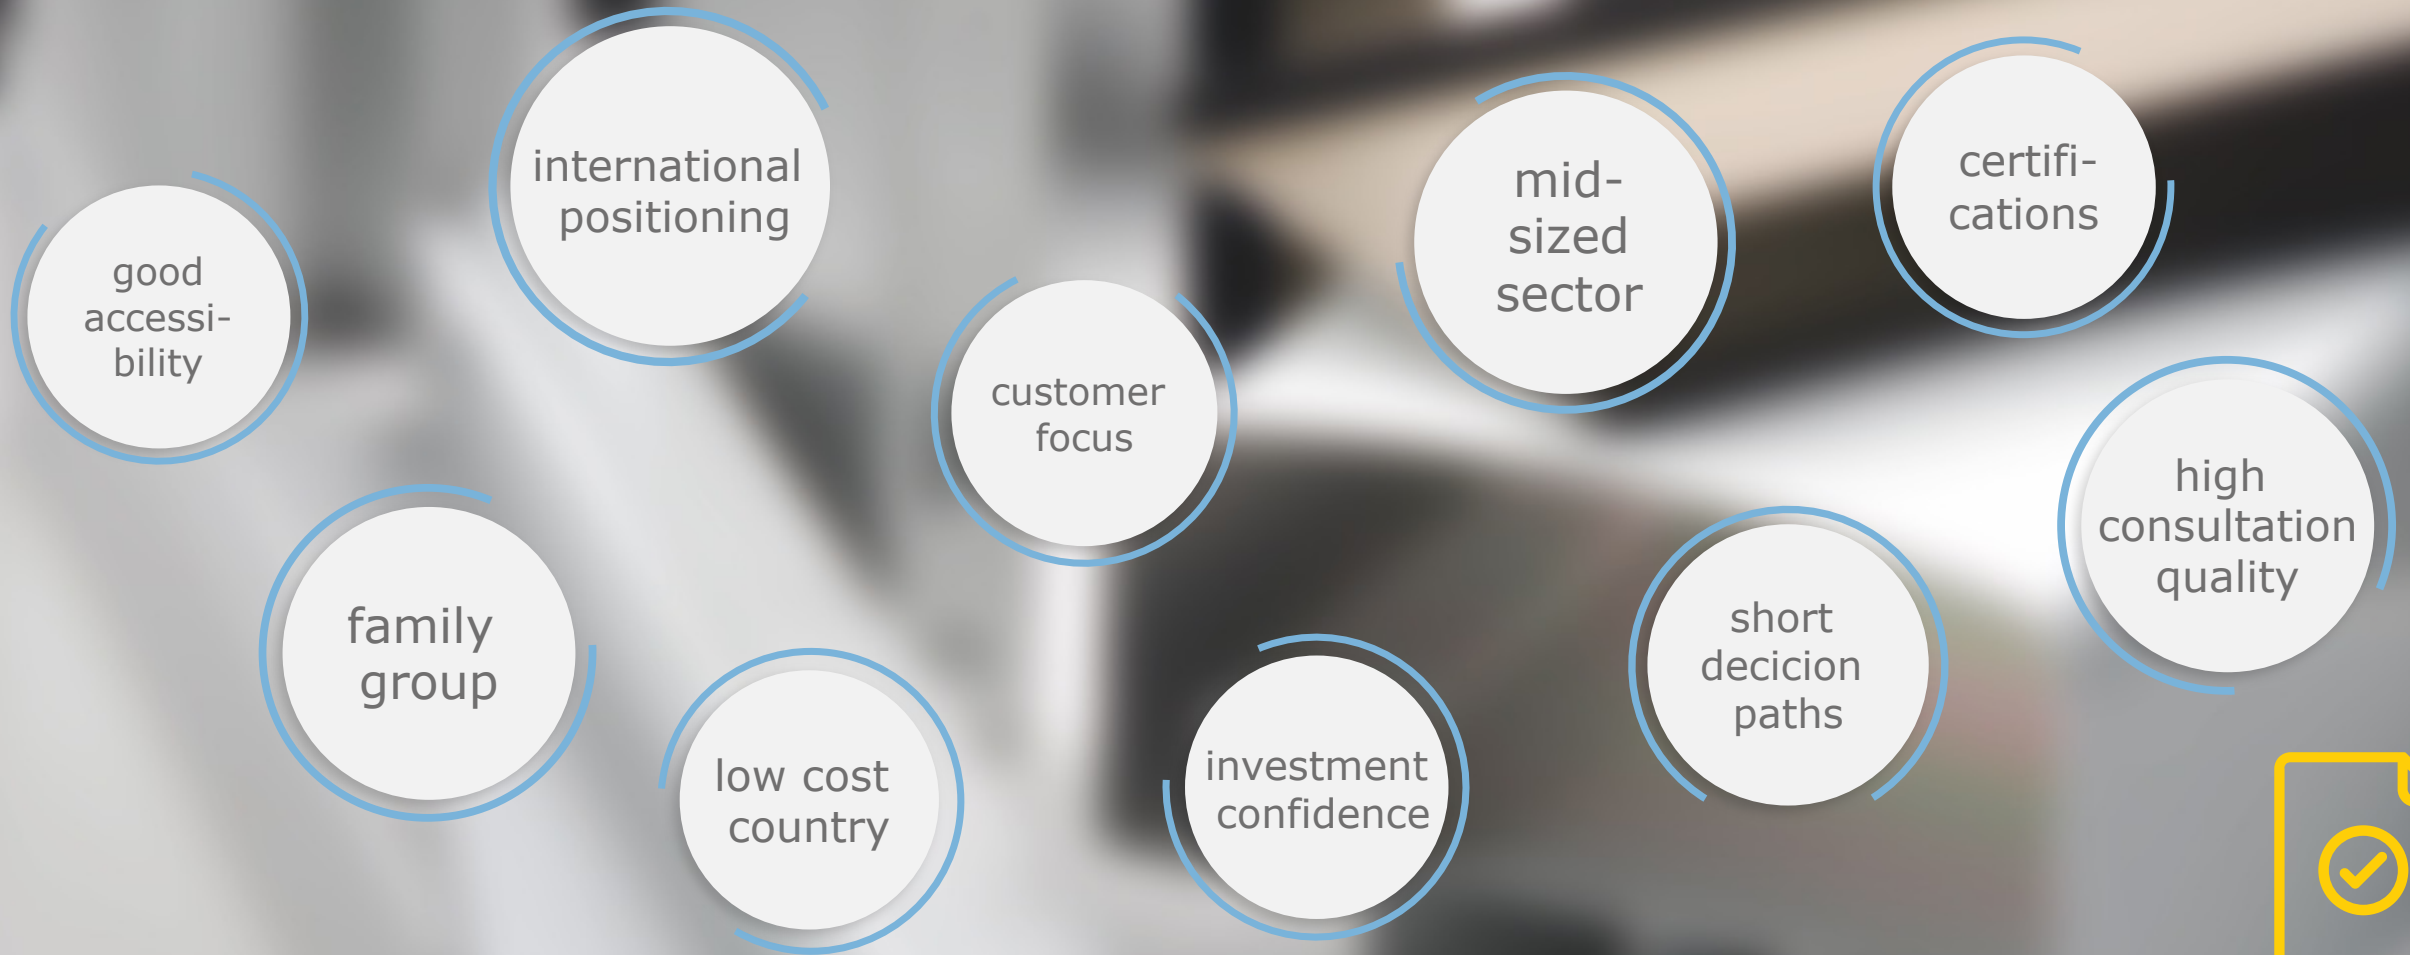 good
accessi-
bility
international
positioning
family
group
low cost
country
customer
focus
investment
confidence
mid-
sized
sector
short
decicion
paths
certifi-
cations
high
consultation
quality